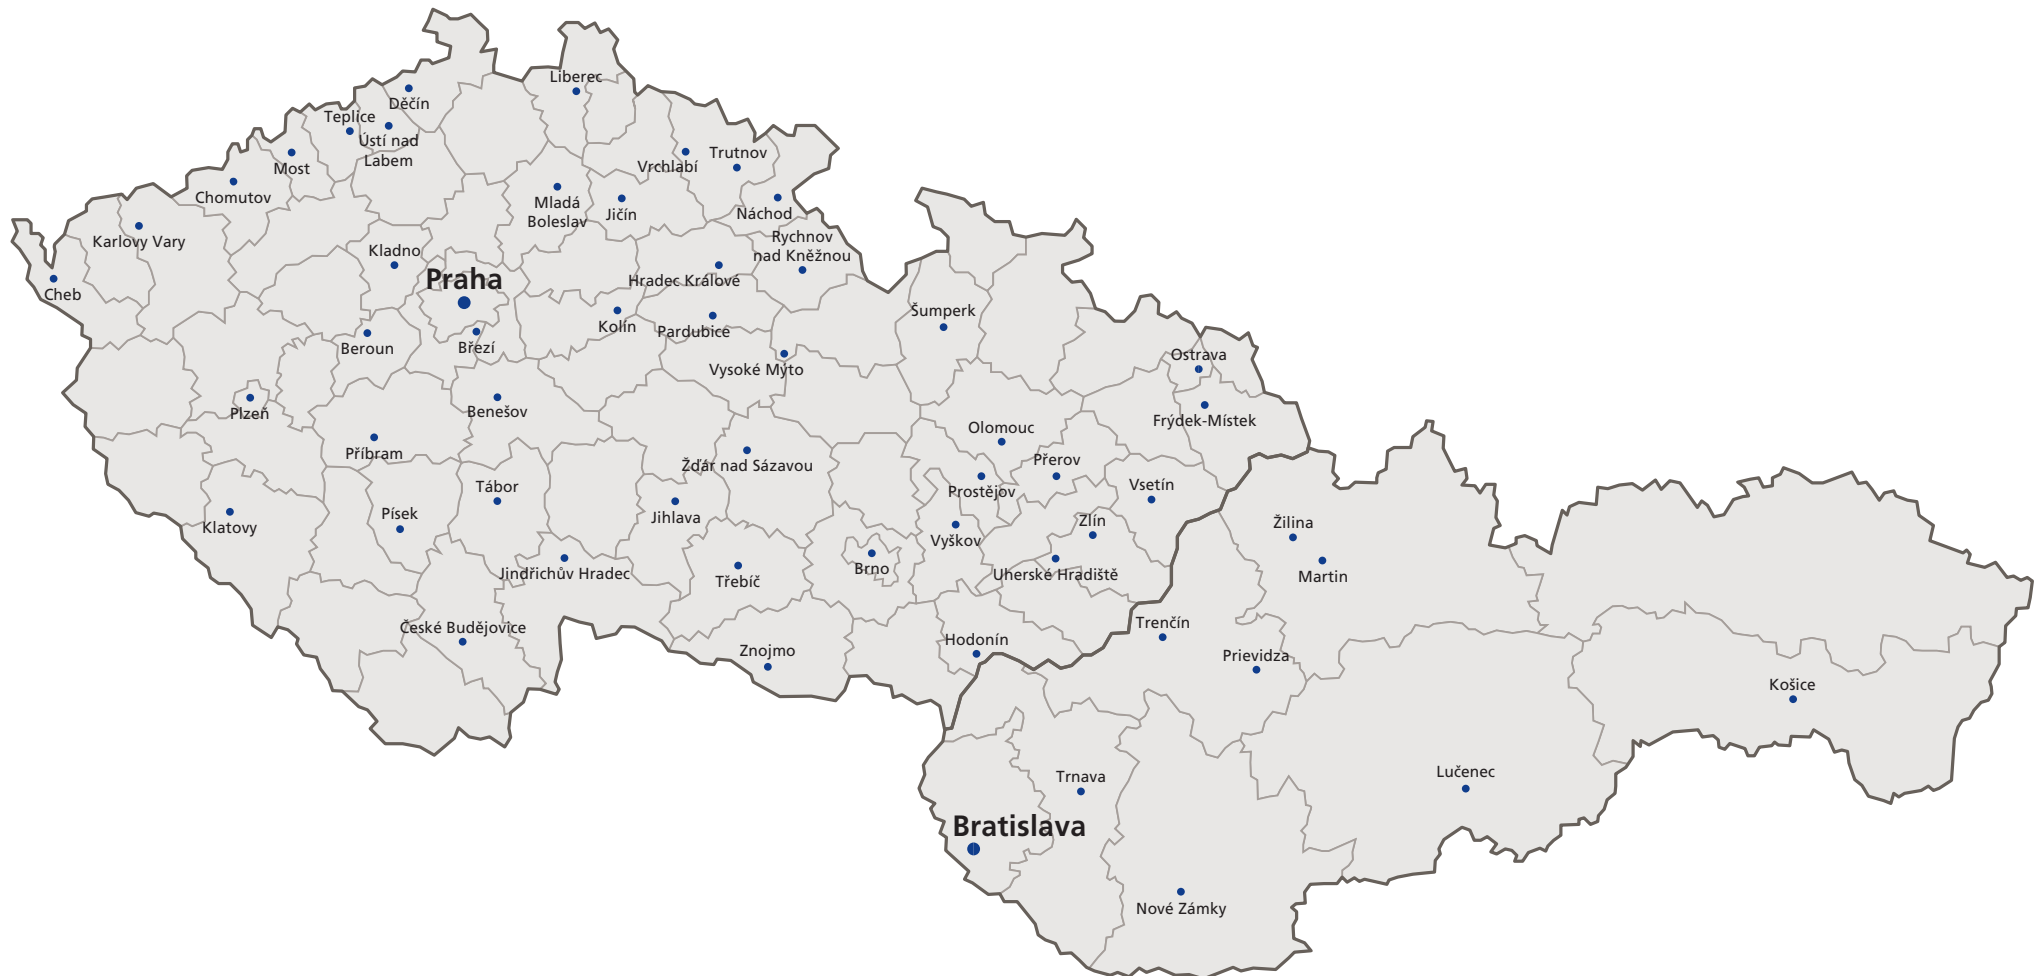 Liberec
Děčín
Teplice
Ústí nad
Labem
Most
Chomutov
Vrchlabí
Trutnov
Mladá
Boleslav
Jičín
Náchod
Karlovy Vary
Rychnov
nad Kněžnou
Kladno
Praha
Hradec Králové
Cheb
Šumperk
Kolín
Pardubice
Beroun
Březí
Ostrava
Vysoké Mýto
Plzeň
Benešov
Frýdek-Místek
Olomouc
Příbram
Žďár nad Sázavou
Přerov
Tábor
Prostějov
Vsetín
Písek
Jihlava
Klatovy
Zlín
Žilina
Vyškov
Brno
Jindřichův Hradec
Třebíč
Uherské Hradiště
Martin
České Budějovice
Trenčín
Hodonín
Znojmo
Prievidza
Košice
Trnava
Lučenec
Bratislava
Nové Zámky